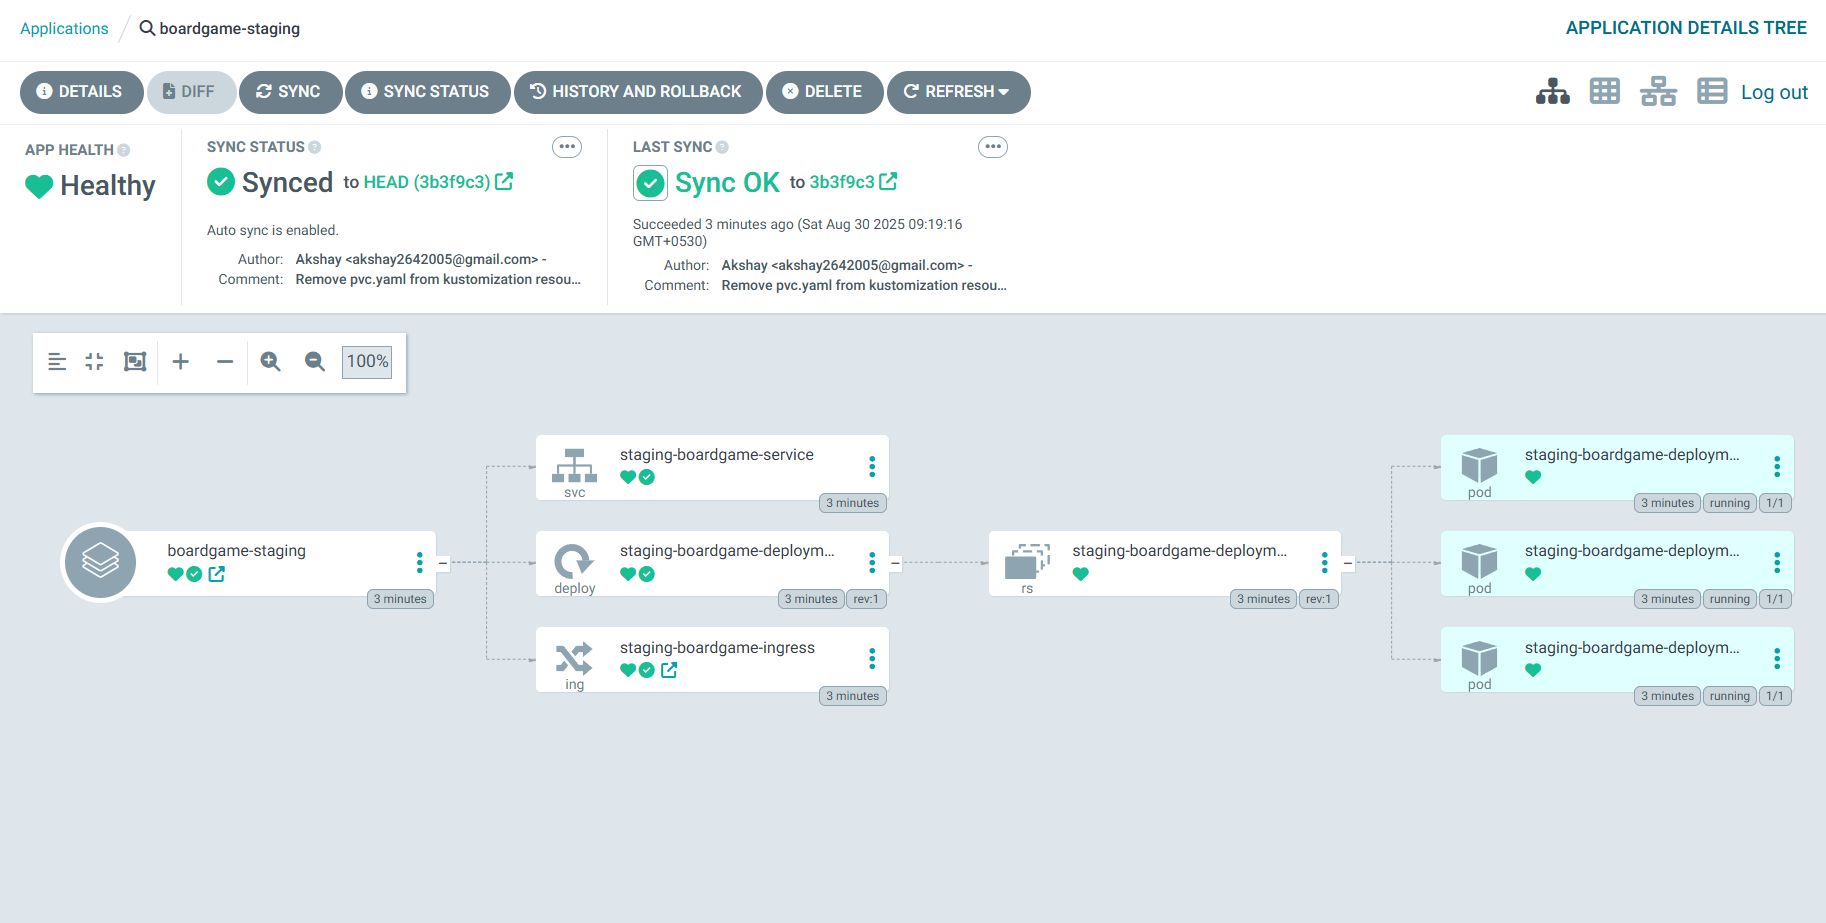 Applications / boardgame-staging
APPLICATION DETAILS TREE
DETAILS
DIFF
SYNC
SYNC STATUS
HISTORY AND ROLLBACK
DELETE
REFRESH
Log out
APP HEALTH
Healthy
SYNC STATUS
Synced to HEAD (3b3f9c3)
Auto sync is enabled.
Author: Akshay <akshay2642005@gmail.com> -
Comment: Remove pvc.yaml from kustomization resou...
LAST SYNC
Sync OK to 3b3f9c3
Succeeded 3 minutes ago (Sat Aug 30 2025 09:19:16
GMT+0530)
Author: Akshay <akshay2642005@gmail.com> -
Comment: Remove pvc.yaml from kustomization resou...
100%
boardgame-staging
3 minutes
staging-boardgame-service
svc
3 minutes
staging-boardgame-deploym...
deploy
3 minutes
rev:1
staging-boardgame-ingress
ing
3 minutes
staging-boardgame-deploym...
rs
3 minutes
rev:1
staging-boardgame-deploym...
pod
3 minutes
running
1/1
staging-boardgame-deploym...
pod
3 minutes
running
1/1
staging-boardgame-deploym...
pod
3 minutes
running
1/1